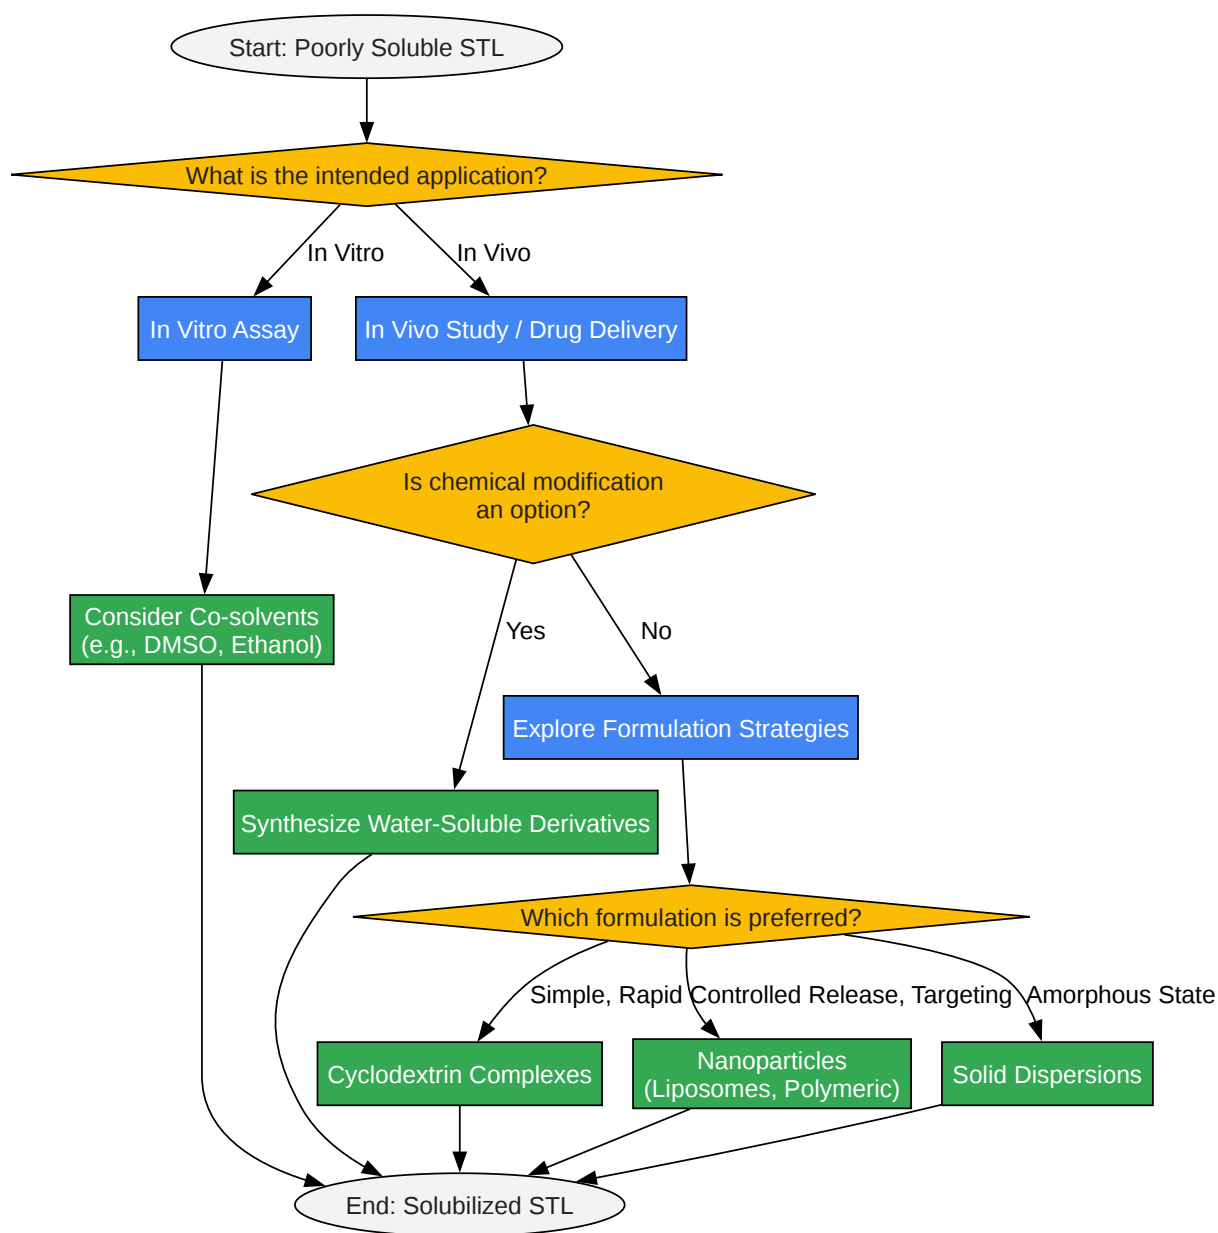 Start: Poorly Soluble STL
What is the intended application?
In Vitro
In Vivo
In Vitro Assay
In Vivo Study / Drug Delivery
Is chemical modification
an option?
Consider Co-solvents
(e.g., DMSO, Ethanol)
Yes
No
Explore Formulation Strategies
Synthesize Water-Soluble Derivatives
Which formulation is preferred?
Simple, Rapid
Controlled Release, Targeting
Amorphous State
Cyclodextrin Complexes
Nanoparticles
(Liposomes, Polymeric)
Solid Dispersions
End: Solubilized STL